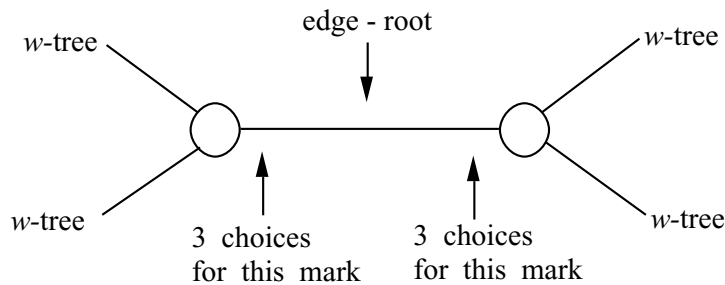 edge - root
w-tree
w-tree
w-tree
w-tree
3 choices
for this mark
3 choices
for this mark